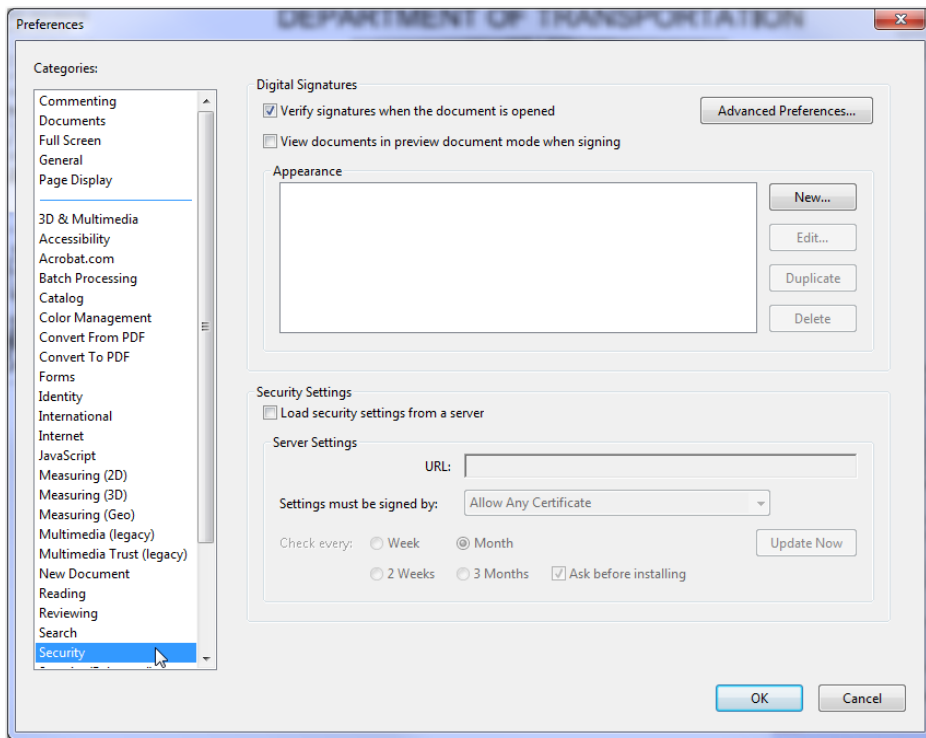 DEPARTMENT OF TRANSPORTATION
Preferences
Categories:
Commenting
Documents
Full Screen
General
Page Display
3D & Multimedia
Accessibility
Acrobat.com
Batch Processing
Catalog
Color Management
Convert From PDF
Convert To PDF
Forms
Identity
International
Internet
JavaScript
Measuring (2D)
Measuring (3D)
Measuring (Geo)
Multimedia (legacy)
Multimedia Trust (legacy)
New Document
Reading
Reviewing
Search
Security
Digital Signatures
Verify signatures when the document is opened
Advanced Preferences...
View documents in preview document mode when signing
Appearance
New...
Edit...
Duplicate
Delete
Security Settings
Load security settings from a server
Server Settings
URL:
Settings must be signed by: Allow Any Certificate
Check every: Week Month Update Now
2 Weeks 3 Months Ask before installing
OK Cancel